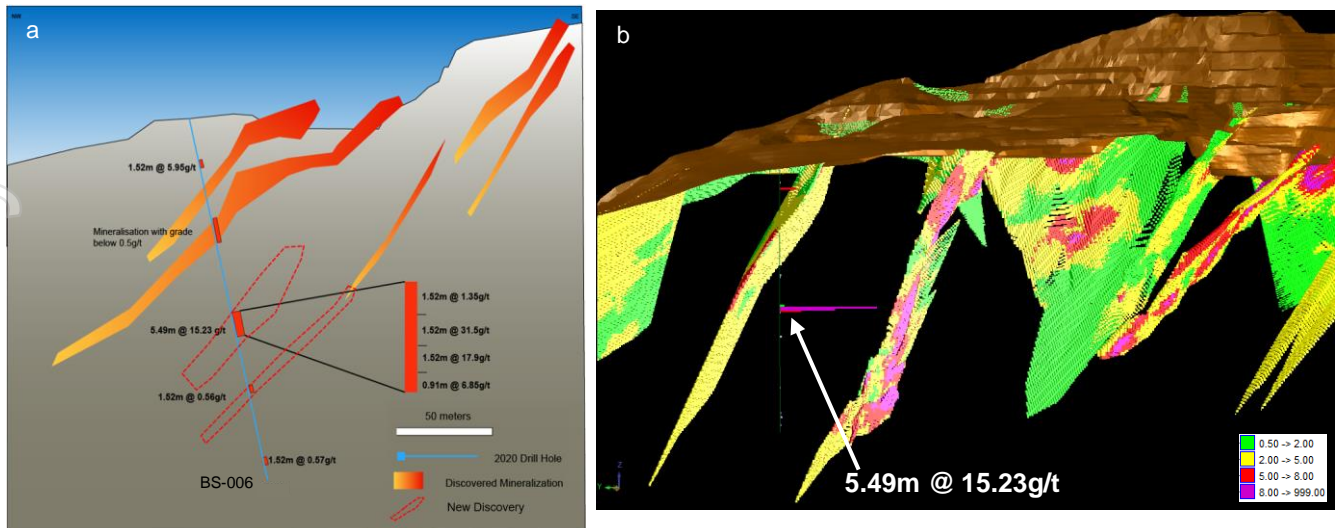 a
1.52m @ 5.95g/t
Mineralisation with grade
below 0.5g/t
5.49m @ 15.23 g/t
1.52m @ 1.35g/t
1.52m @ 31.5g/t
1.52m @ 17.9g/t
0.91m @ 6.85g/t
1.52m @ 0.56g/t
1.52m @ 0.57g/t
BS-006
50 meters
2020 Drill Hole
Discovered Mineralization
New Discovery
b
5.49m @ 15.23g/t
Z
Y
0.50 -> 2.00
2.00 -> 5.00
5.00 -> 8.00
8.00 -> 999.00